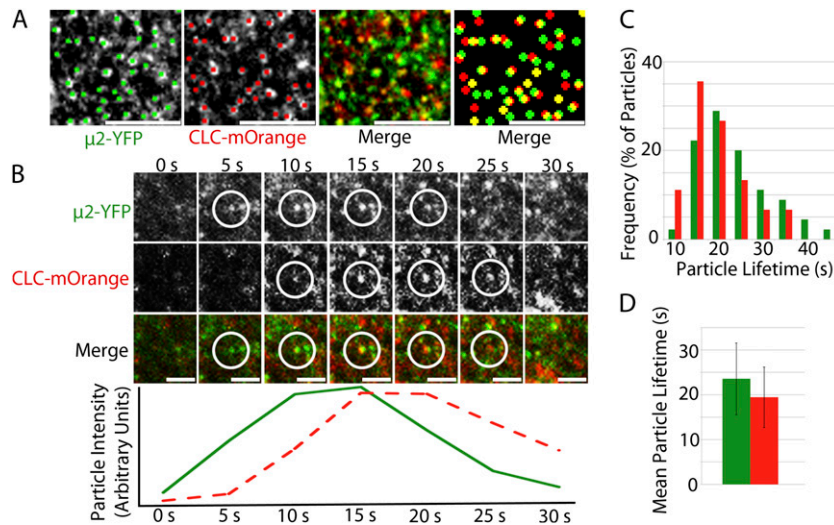 A
μ2-YFP CLC-mOrange Merge Merge
B
0 s 5 s 10 s 15 s 20 s 25 s 30 s
μ2-YFP
CLC-mOrange
Merge
Particle Intensity
(Arbitrary Units)
0 s 5 s 10 s 15 s 20 s 25 s 30 s
C
Frequency (% of Particles)
40
20
0
10 20 30 40
Particle Lifetime (s)
D
Mean Particle Lifetime (s)
30
20
10
0